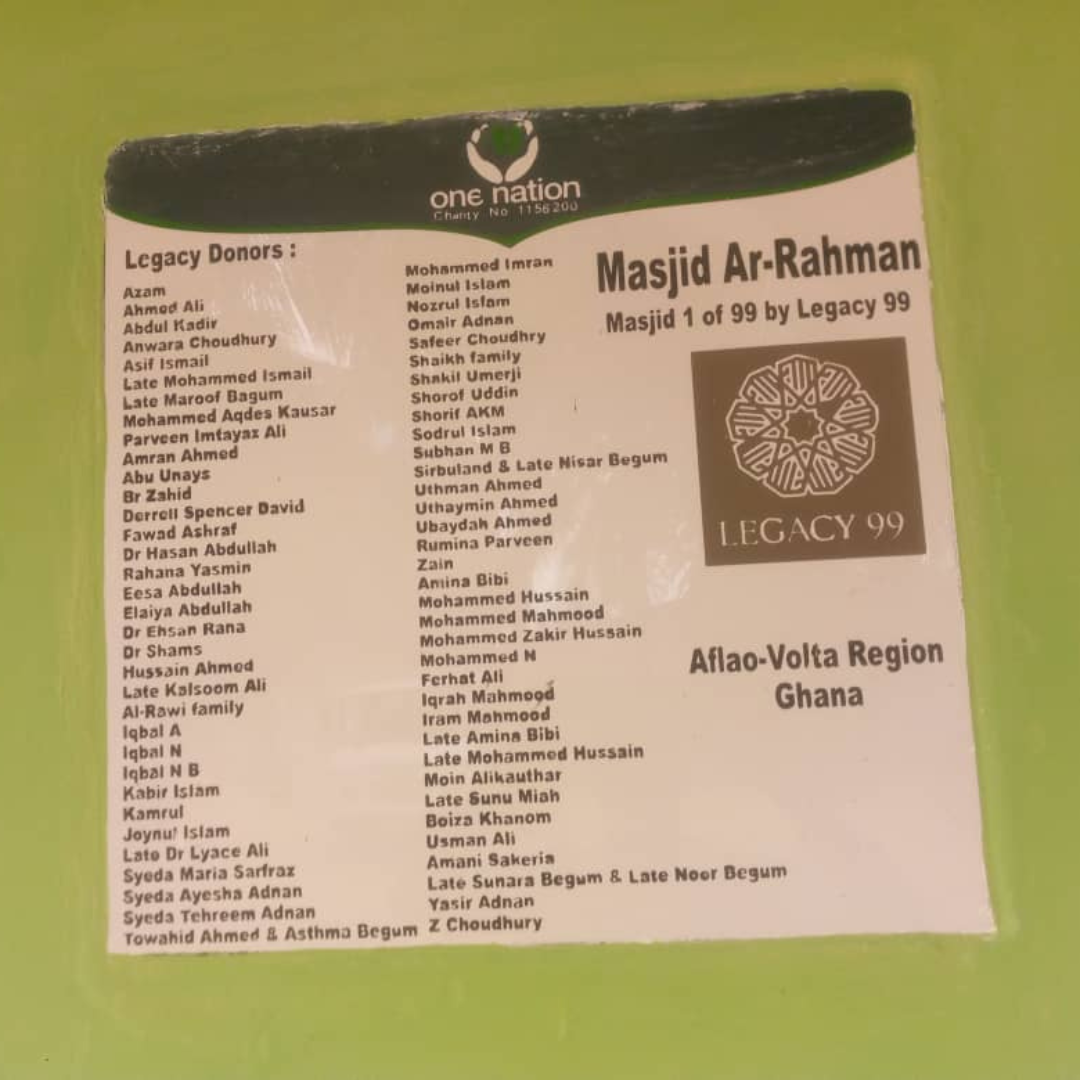 one nation
Charity No 1156200
Legacy Donors :
Azam
Ahmed Ali
Abdul Kadir
Anwara Choudhury
Asif Ismail
Late Mohammed Ismail
Late Maroof Bagum
Mohammed Aqdes Kausar
Parveen Imtayaz Ali
Amran Ahmed
Abu Unays
Br Zahid
Derrell Spencer David
Fawad Ashraf
Dr Hasan Abdullah
Rahana Yasmin
Eesa Abdullah
Elaiya Abdullah
Dr Ehsan Rana
Dr Shams
Hussain Ahmed
Late Kalsoom Ali
Al-Rawi family
Iqbal A
Iqbal N
Iqbal N B
Kabir Islam
Kamrul
Joynul Islam
Late Dr Lyace Ali
Syeda Maria Sarfraz
Syeda Ayesha Adnan
Syeda Tehreem Adnan
Towahid Ahmed & Asthma Begum
Mohammed Imran
Moinul Islam
Nozrul Islam
Omair Adnan
Safeer Choudhry
Shaikh family
Shakil Umerji
Shorof Uddin
Shorif AKM
Sodrul Islam
Subhan M B
Sirbuland & Late Nisar Begum
Uthman Ahmed
Uthaymin Ahmed
Ubaydah Ahmed
Rumina Parveen
Zain
Amina Bibi
Mohammed Hussain
Mohammed Mahmood
Mohammed Zakir Hussain
Mohammed N
Ferhat Ali
Iqrah Mahmood
Iram Mahmood
Late Amina Bibi
Late Mohammed Hussain
Moin Alikauthar
Late Sunu Miah
Boiza Khanom
Usman Ali
Amani Sakeria
Late Sunara Begum & Late Noor Begum
Yasir Adnan
Z Choudhury
Masjid Ar-Rahman
Masjid 1 of 99 by Legacy 99
LEGACY 99
Aflao-Volta Region
Ghana